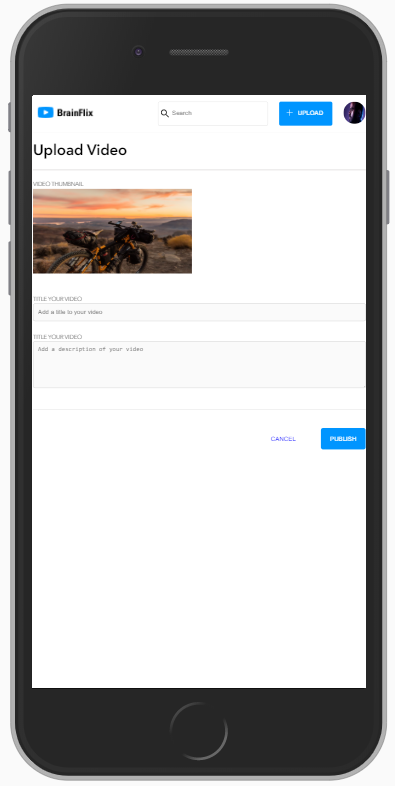 BrainFlix
Search
+ UPLOAD
Upload Video
VIDEO THUMBNAIL
TITLE YOUR VIDEO
Add a title to your video
TITLE YOUR VIDEO
Add a description of your video
CANCEL
PUBLISH